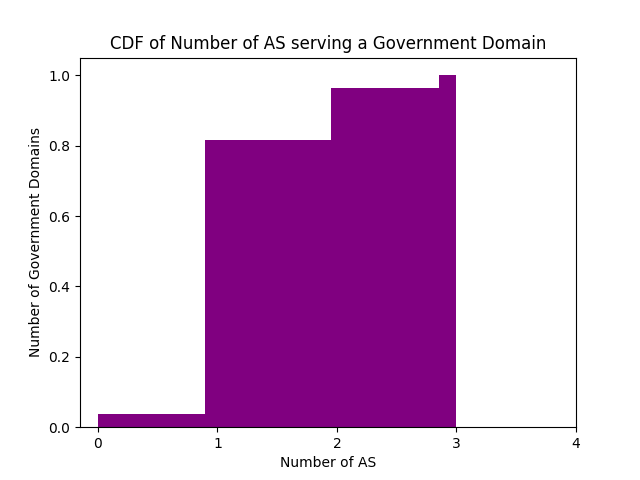 CDF of Number of AS serving a Government Domain
1.0
0.8
0.6
0.4
0.2
0.0
Number of Government Domains
0 1 2 3 4
Number of AS